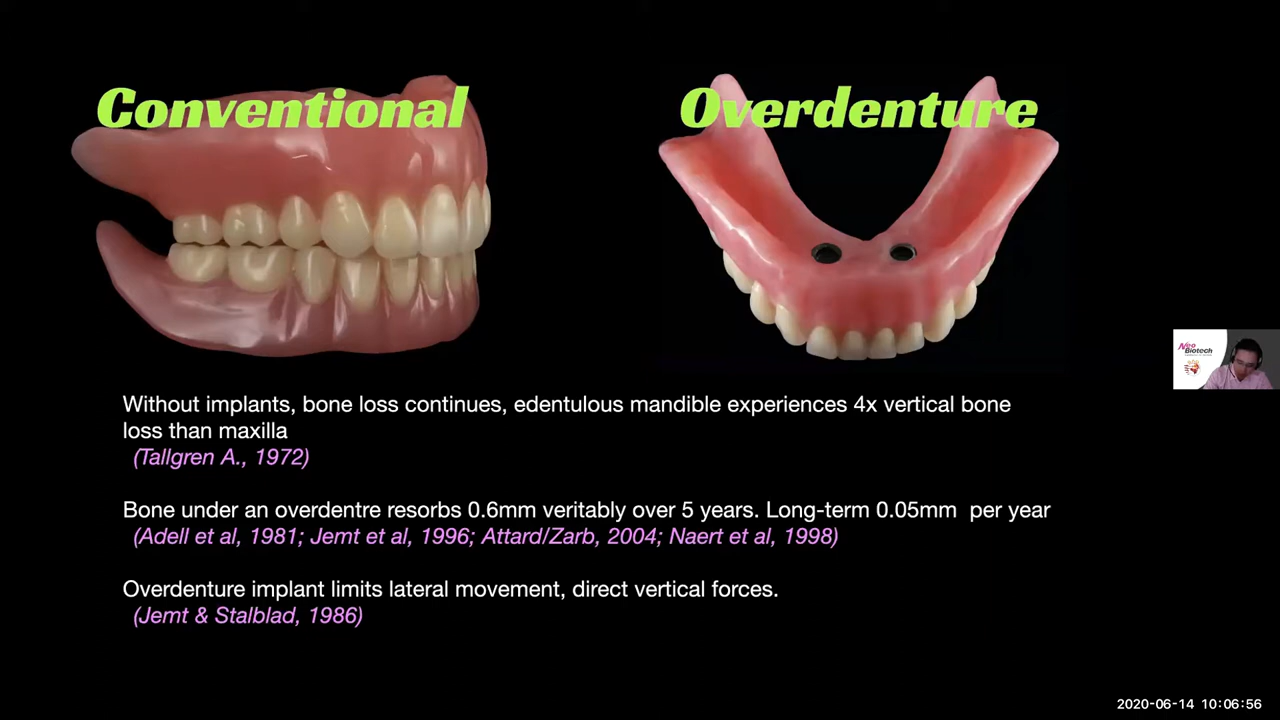 Conventional
Overdenture
Neo
Biotech
Without implants, bone loss continues, edentulous mandible experiences 4x vertical bone
loss than maxilla
(Tallgren A., 1972)
Bone under an overdentre resorbs 0.6mm veritably over 5 years. Long-term 0.05mm per year
(Adell et al, 1981; Jemt et al, 1996; Attard/Zarb, 2004; Naert et al, 1998)
Overdenture implant limits lateral movement, direct vertical forces.
(Jemt & Stalblad, 1986)
2020-06-14 10:06:56